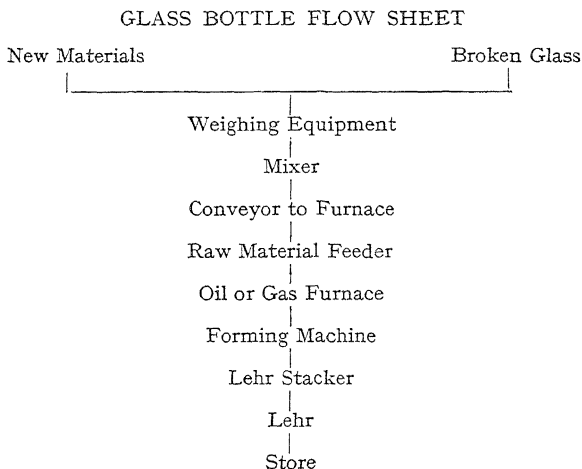 GLASS BOTTLE FLOW SHEET
New Materials Broken Glass
Weighing Equipment
Mixer
Conveyor to Furnace
Raw Material Feeder
Oil or Gas Furnace
Forming Machine
Lehr Stacker
Lehr
Store